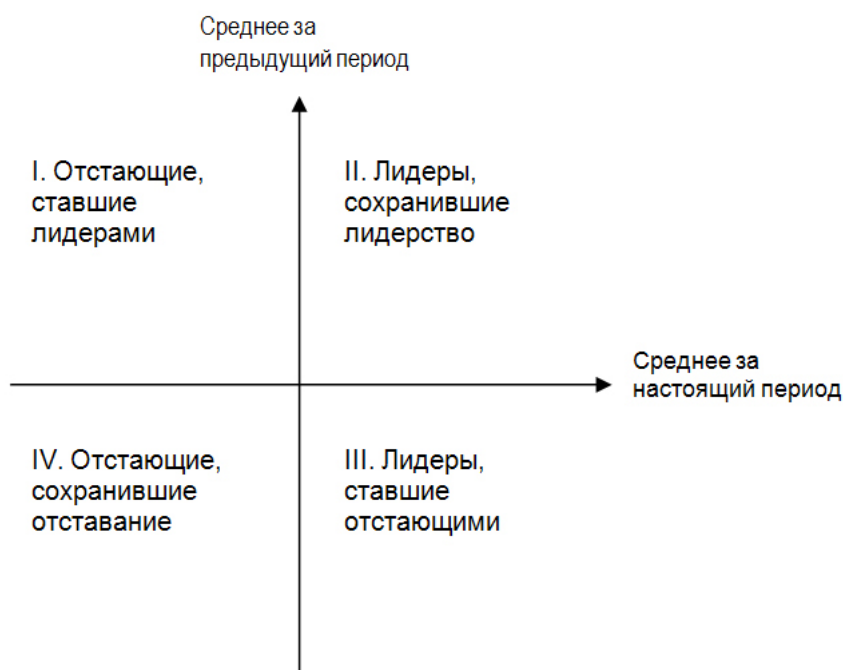 Среднее за
предыдущий период
I. Отстающие,
ставшие
лидерами
II. Лидеры,
сохранившие
лидерство
Среднее за
настоящий период
IV. Отстающие,
сохранившие
отставание
III. Лидеры,
ставшие
отстающими